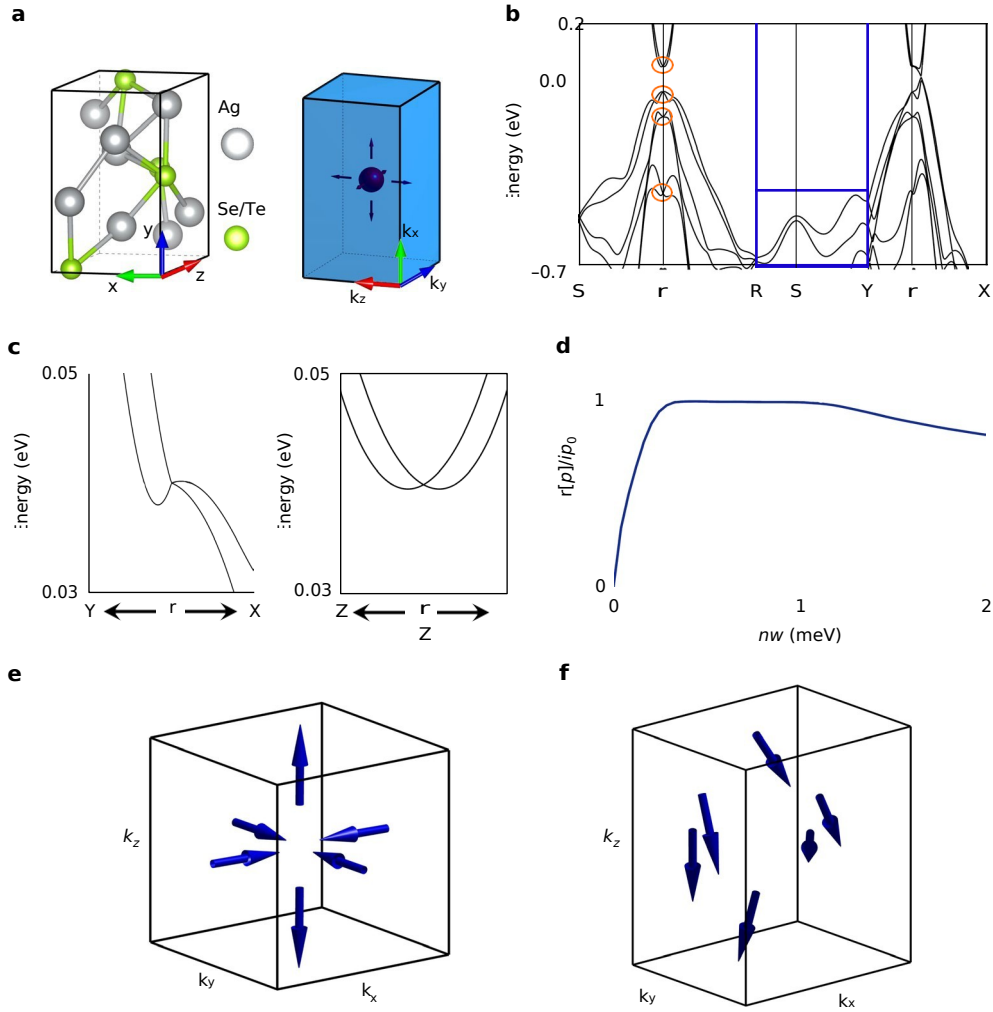 a
Ag
Se/Te
y
x
z
kx
kz
ky
b
0.2
0.0
Energy (eV)
−0.7
S
r
R
S
Y
r
X
c
0.05
Energy (eV)
0.03
Y
r
X
0.05
Energy (eV)
0.03
Z
r
Z
d
1
r[p]/ip0
0
0
1
2
nw (meV)
e
kz
ky
kx
f
kz
ky
kx